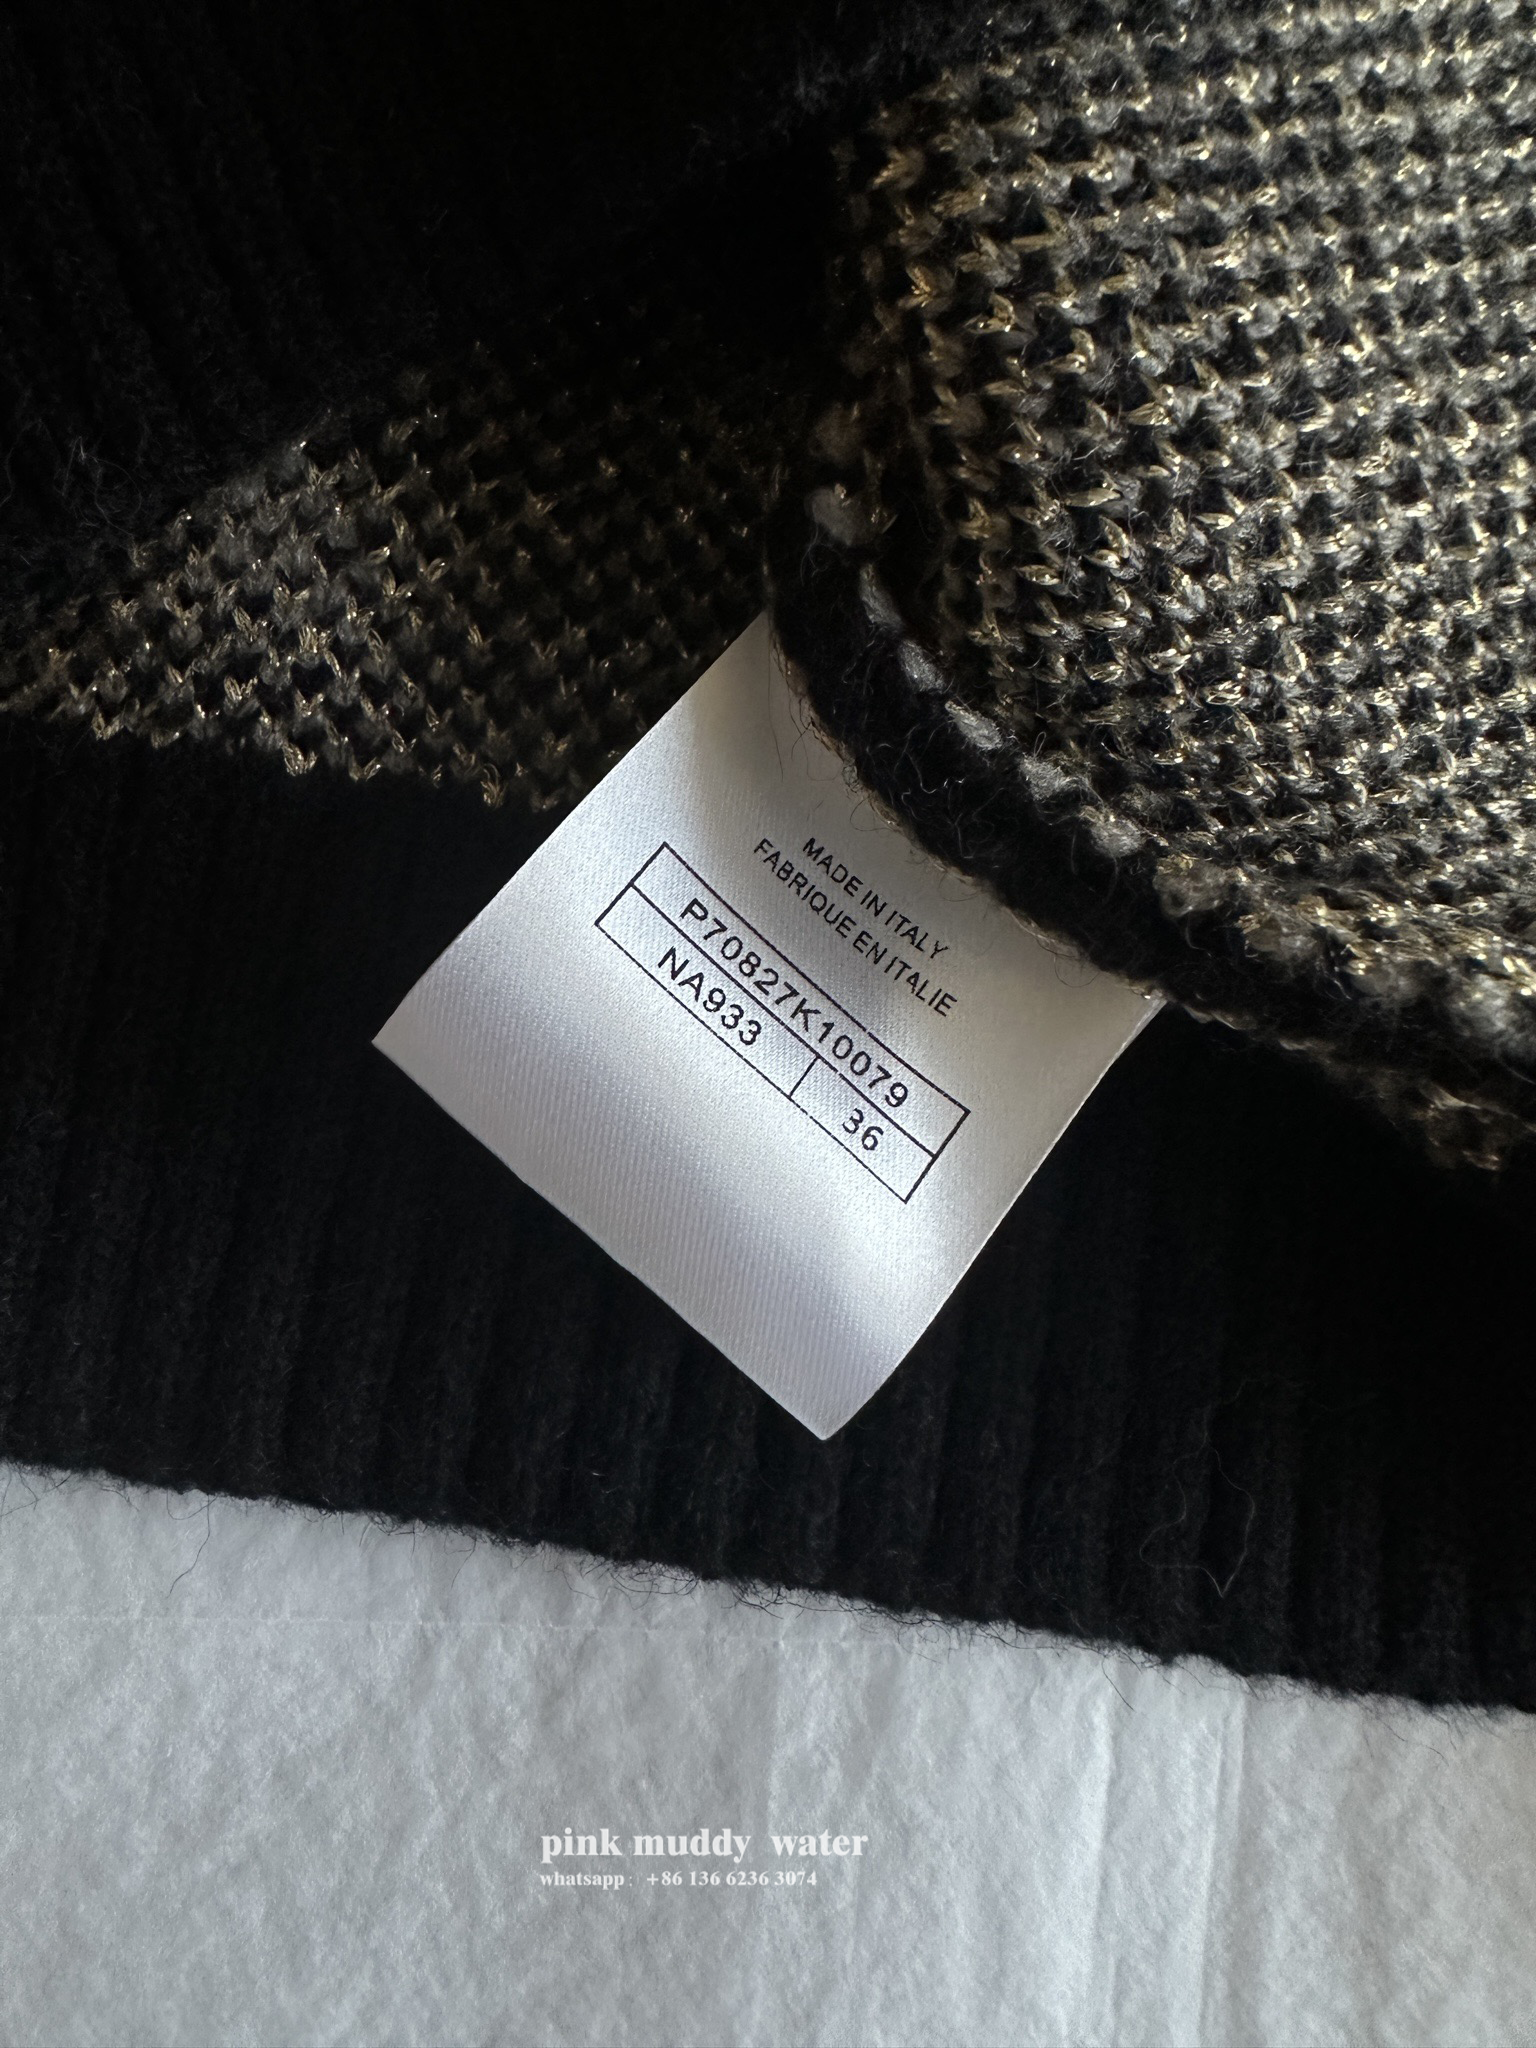 MADE IN ITALY
FABRIQUE EN ITALIE
P70827K10079
NA933 36
pink muddy water
whatsapp: +86 136 6236 3074